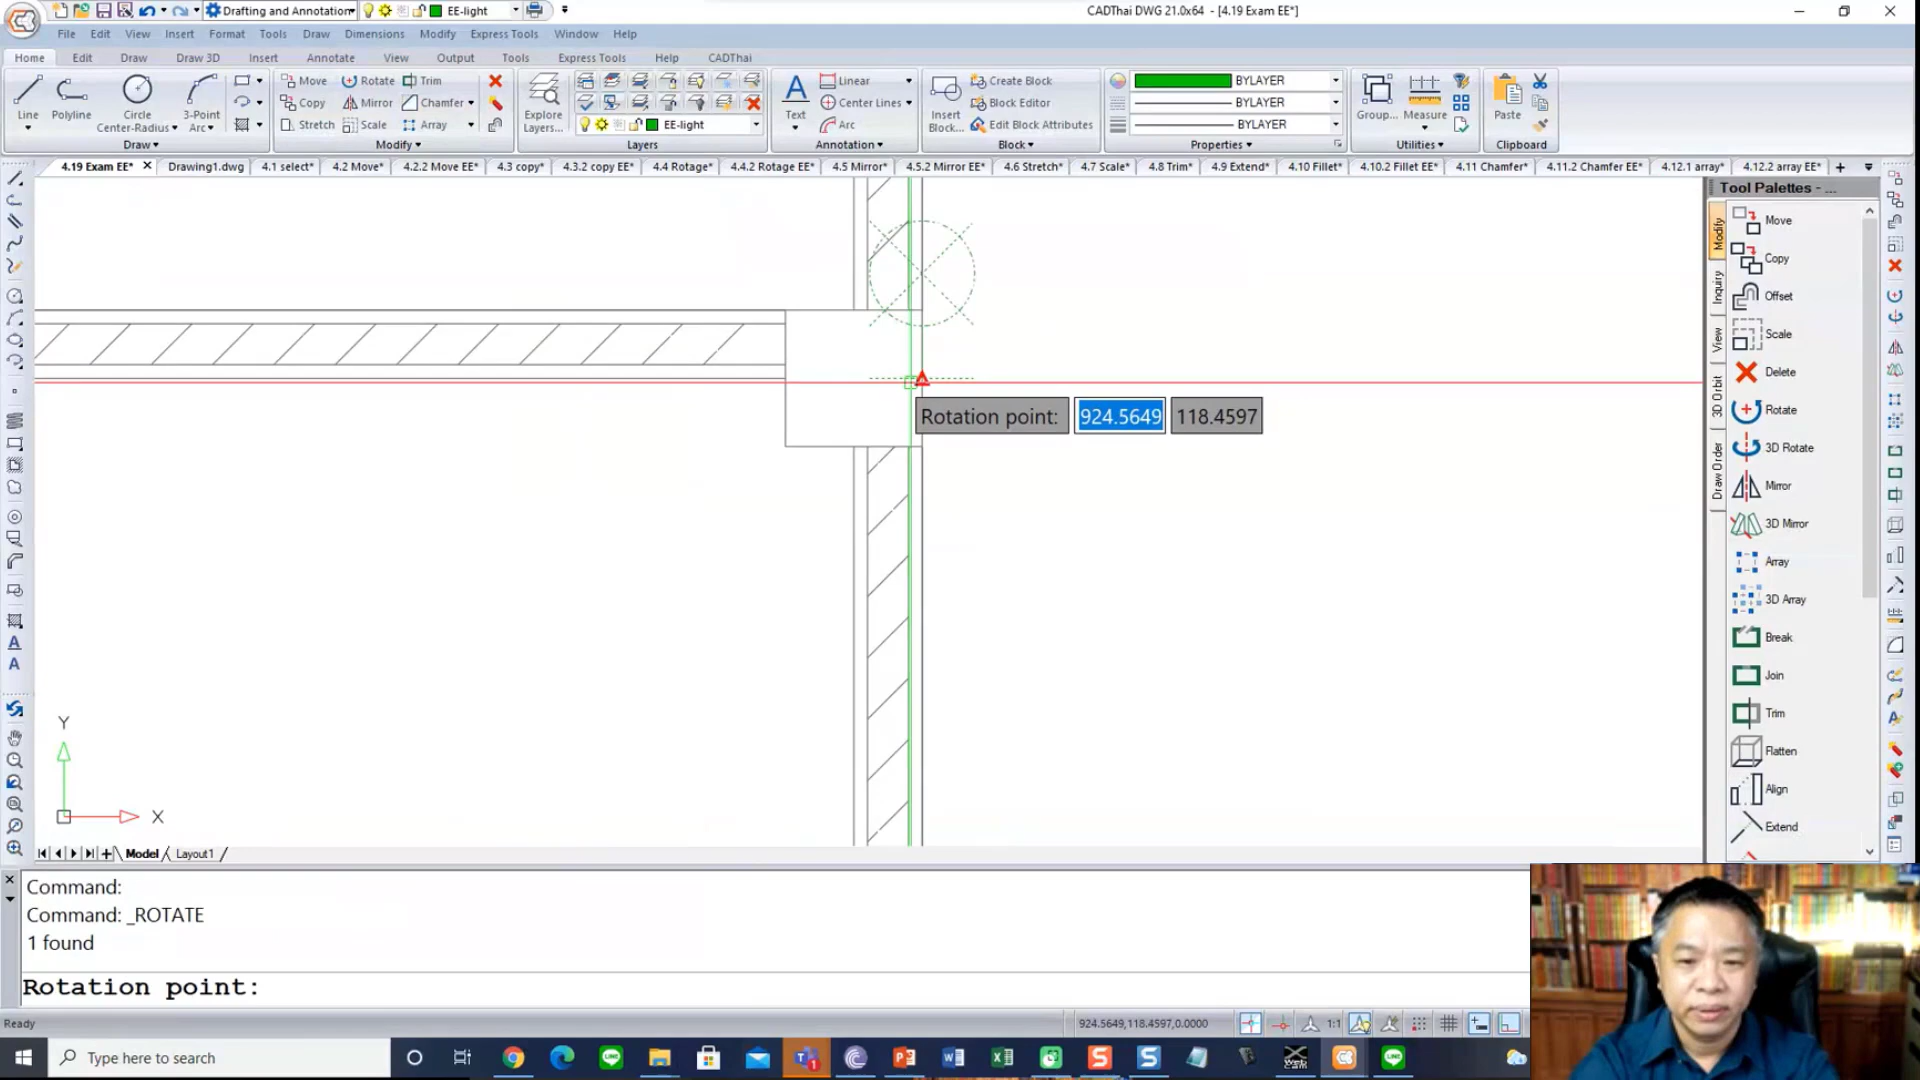 Drafting and Annotation
EE-light
CADThai DWG 21.0x64 - [4.19 Exam EE*]
File Edit View Insert Format Tools Draw Dimensions Modify Express Tools Window Help
Home Edit Draw Draw 3D Insert Annotate View Output Tools Express Tools Help CADThai
Line
Polyline
Circle
Center-Radius
3-Point
Arc
Draw
Move Rotate Trim
Copy Mirror Chamfer
Stretch Scale Array
Modify
Explore
Layers...
EE-light
Layers
Text
Linear
Center Lines
Arc
Annotation
Insert
Block...
Create Block
Block Editor
Edit Block Attributes
Block
BYLAYER
BYLAYER
BYLAYER
Properties
Group...
Measure
Utilities
Paste
Clipboard
4.19 Exam EE* Drawing1.dwg 4.1 select* 4.2 Move* 4.2.2 Move EE* 4.3 copy* 4.3.2 copy EE* 4.4 Rotage* 4.4.2 Rotage EE* 4.5 Mirror* 4.5.2 Mirror EE* 4.6 Stretch* 4.7 Scale* 4.8 Trim* 4.9 Extend* 4.10 Fillet* 4.10.2 Fillet EE* 4.11 Chamfer* 4.11.2 Chamfer EE* 4.12.1 array* 4.12.2 array EE*
Tool Palettes - ...
Modify
Inquiry
View
3D Orbit
Draw Order
Move
Copy
Offset
Scale
Delete
Rotate
3D Rotate
Mirror
3D Mirror
Array
3D Array
Break
Join
Trim
Flatten
Align
Extend
Rotation point: 924.5649 118.4597
Y
X
Model Layout1
Command:
Command: _ROTATE
1 found
Rotation point:
Ready
924.5649,118.4597,0.0000
1:1
Type here to search